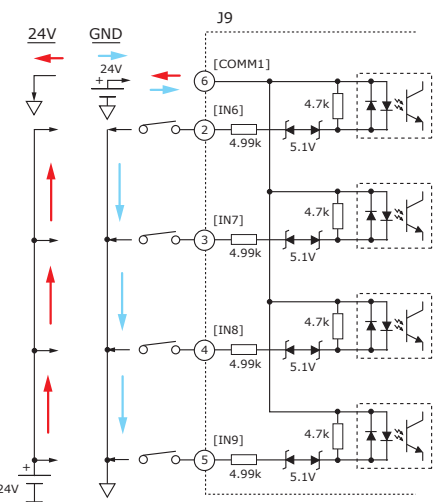 J9
24V GND
24V
[COMM1]
6
4.7k
[IN6]
2
4.99k
5.1V
[IN7]
4.7k
3
4.99k
5.1V
[IN8]
4.7k
4
4.99k
5.1V
[IN9]
4.7k
5
4.99k
5.1V
+
24V
+